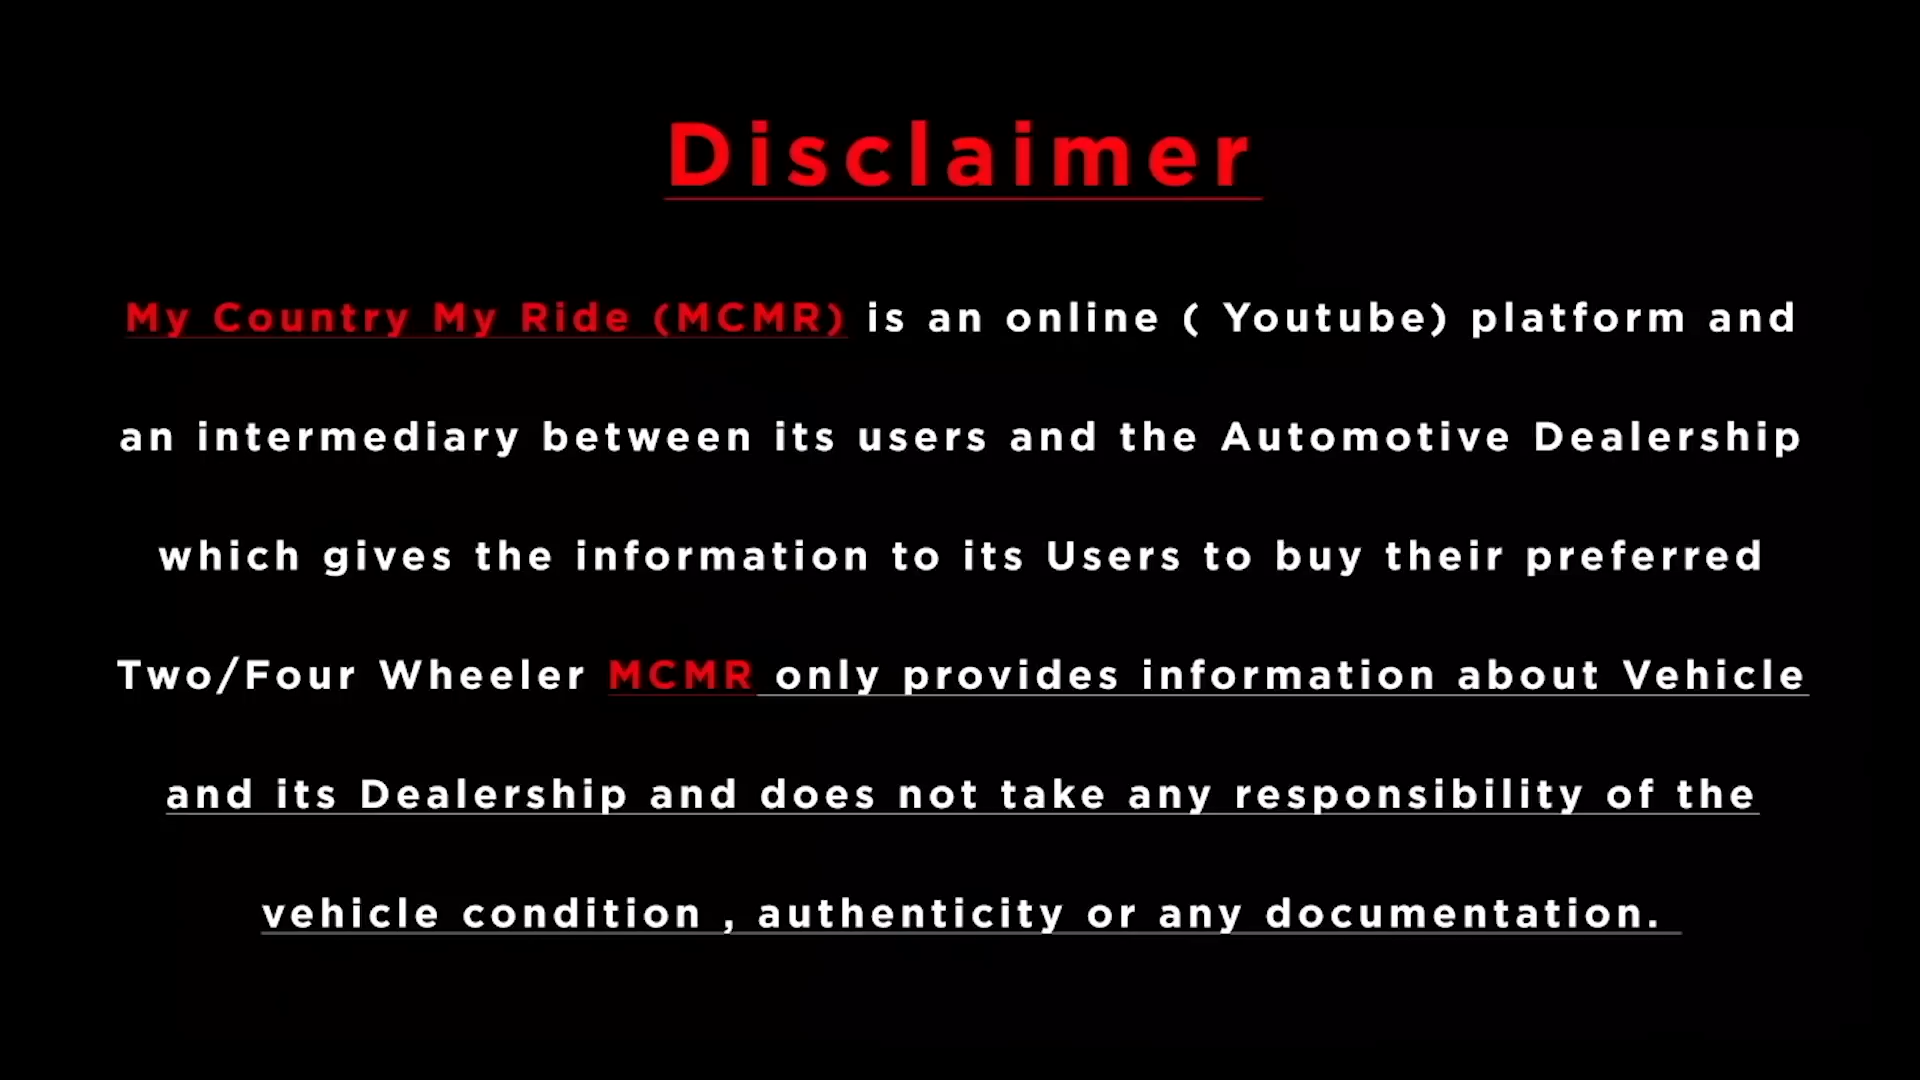 Disclaimer
My Country My Ride (MCMR) is an online ( Youtube) platform and
an intermediary between its users and the Automotive Dealership
which gives the information to its Users to buy their preferred
Two/Four Wheeler MCMR only provides information about Vehicle
and its Dealership and does not take any responsibility of the
vehicle condition , authenticity or any documentation.